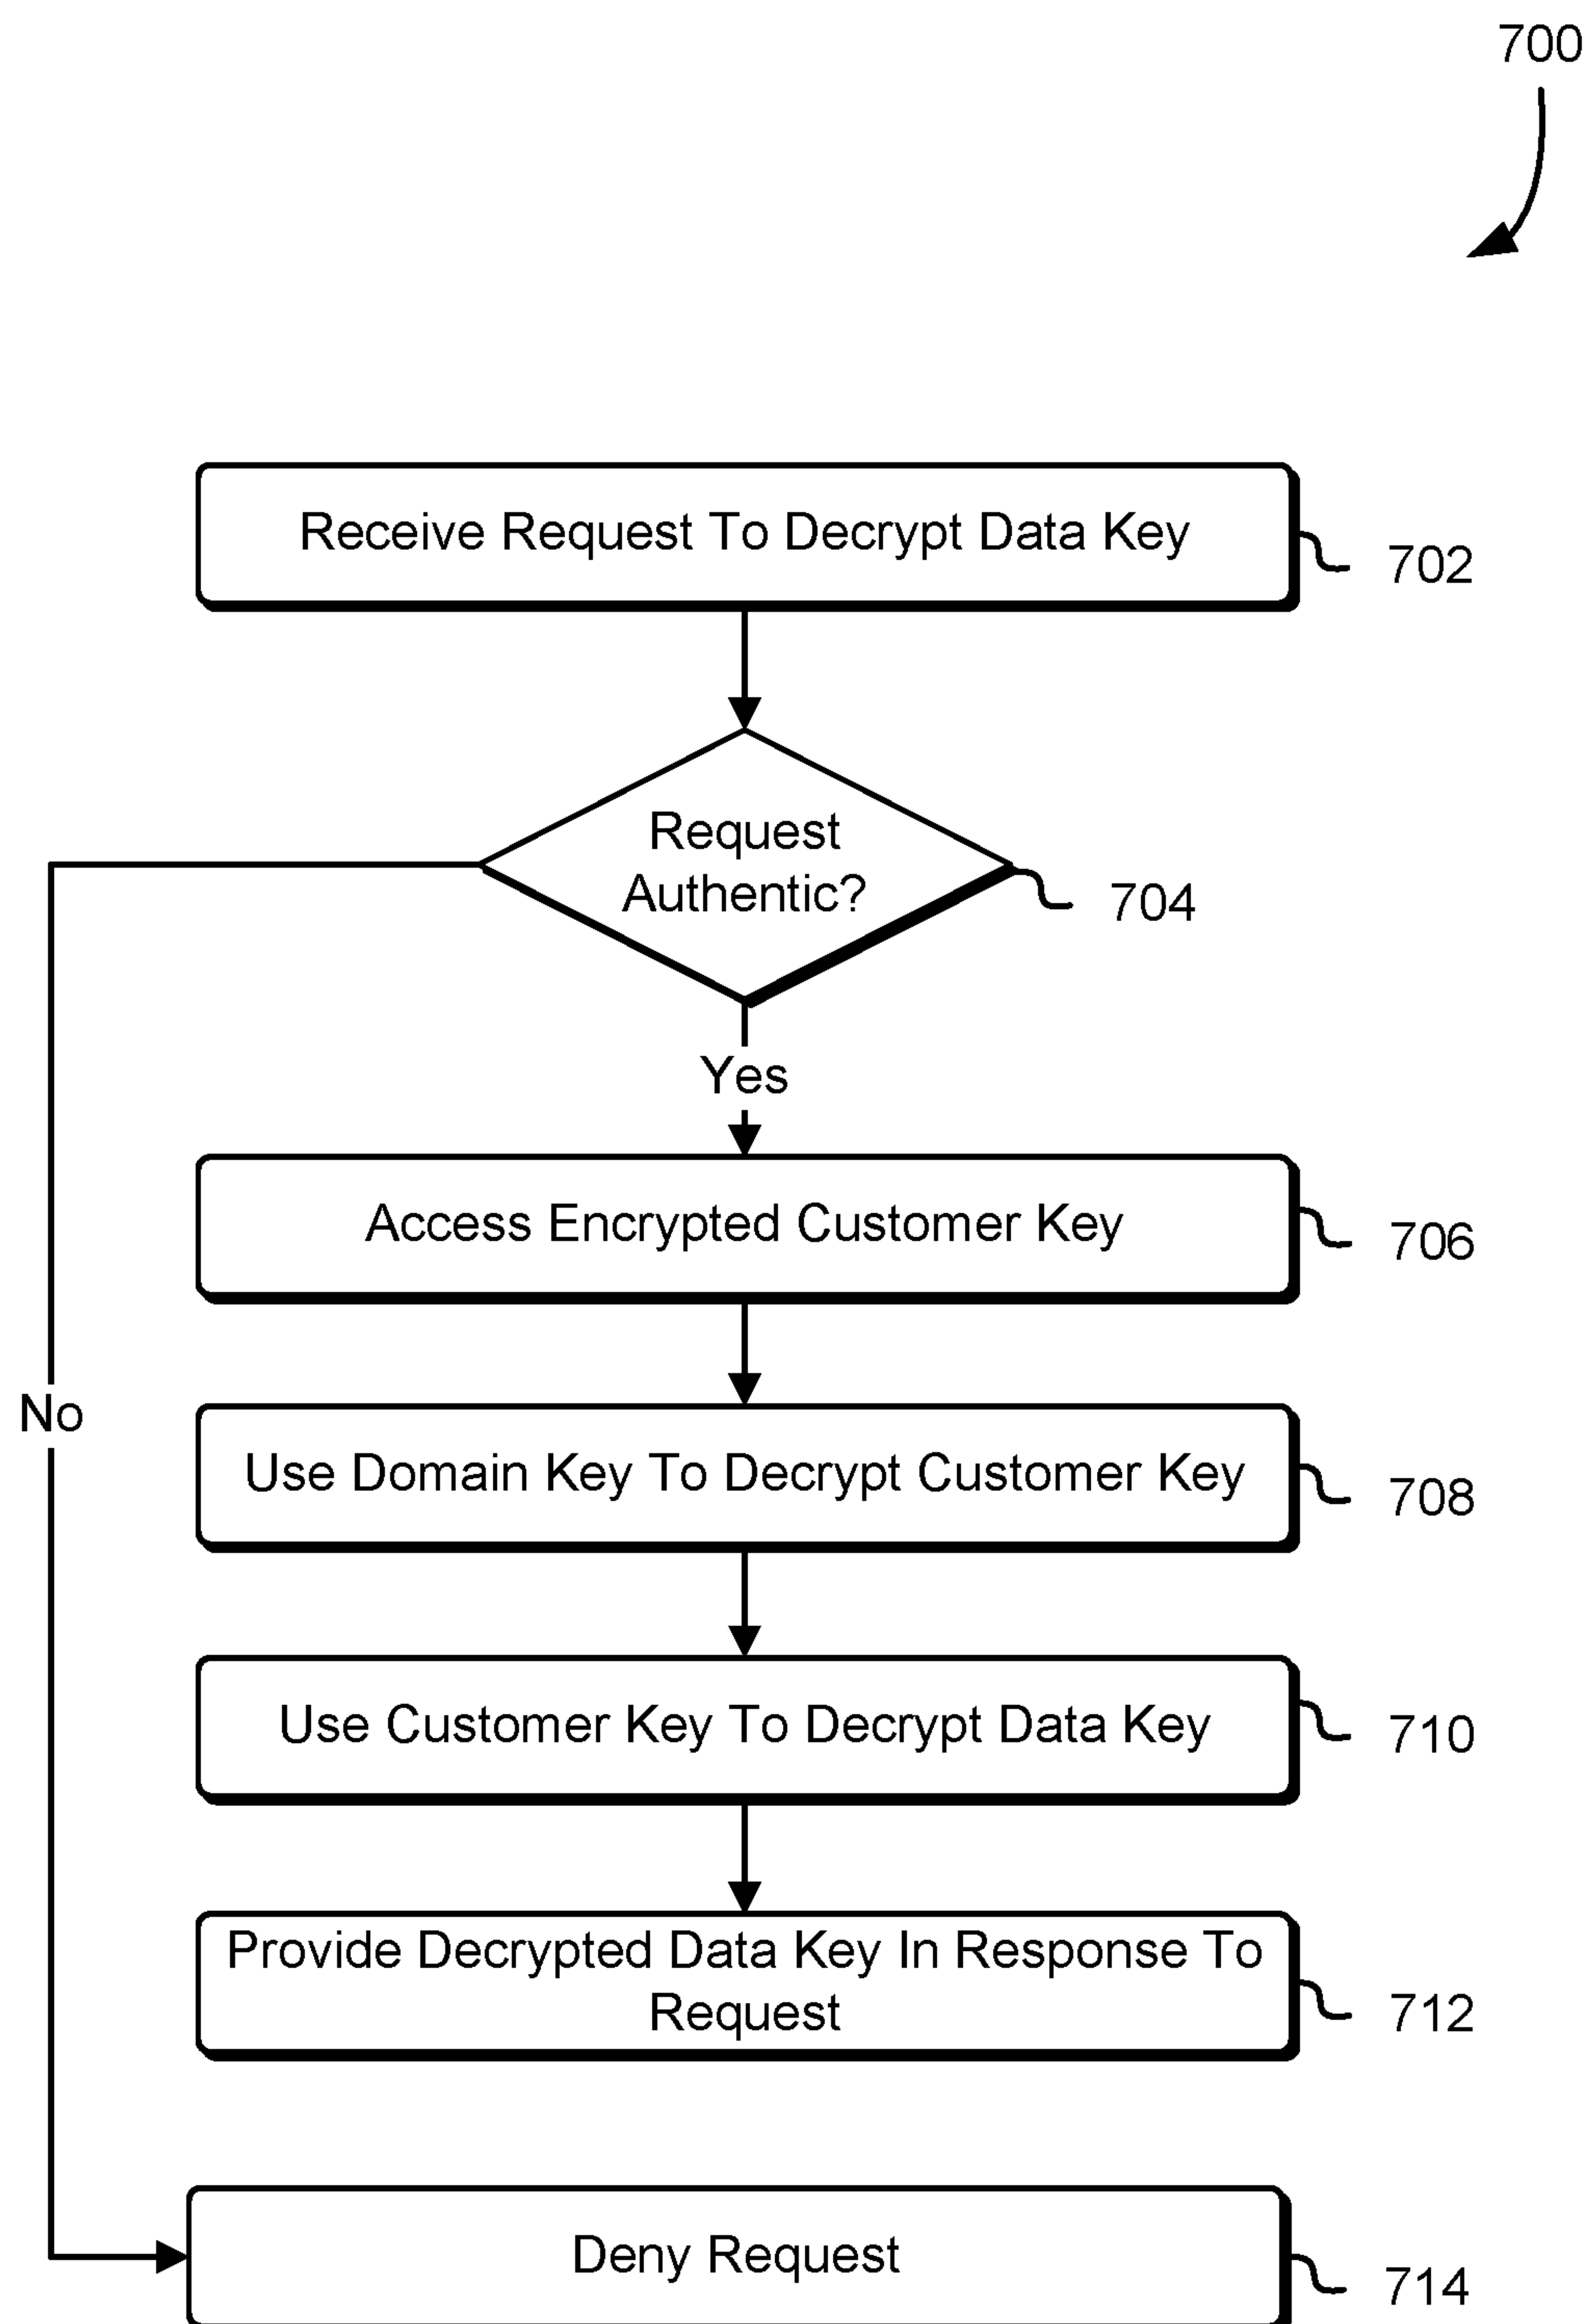 700
Receive Request To Decrypt Data Key
702
Request
Authentic?
704
Yes
Access Encrypted Customer Key
706
No
Use Domain Key To Decrypt Customer Key
708
Use Customer Key To Decrypt Data Key
710
Provide Decrypted Data Key In Response To
Request
712
Deny Request
714